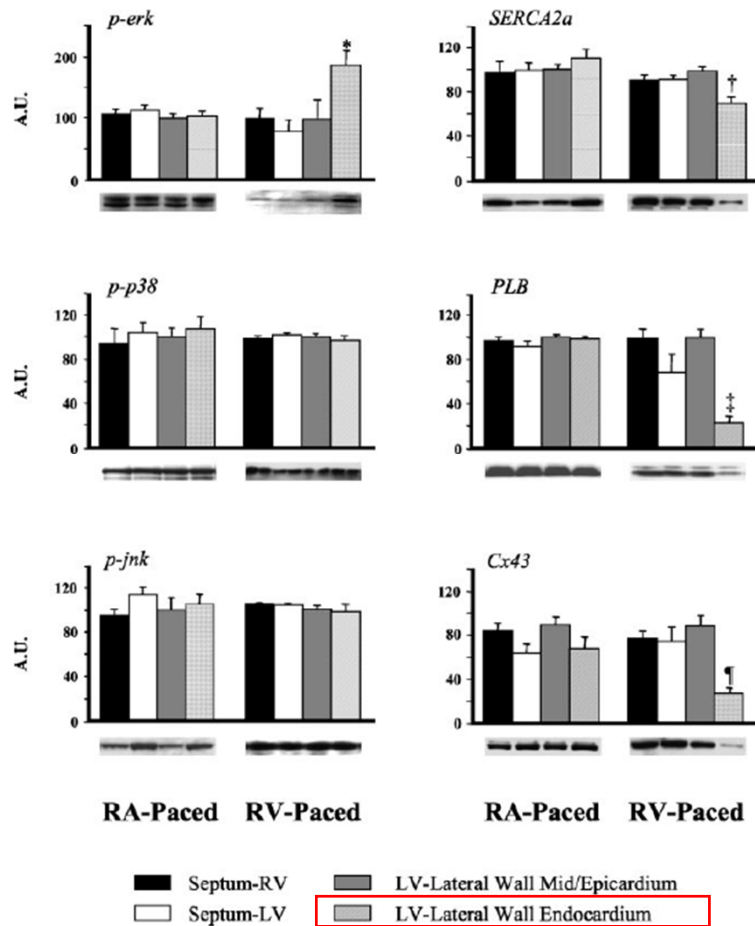 p-erk
SERCA2a
A.U.
200
100
0
*
120
80
40
0
†
p-p38
PLB
A.U.
120
80
40
0
120
80
40
0
‡
p-jnk
Cx43
A.U.
120
80
40
0
120
80
40
0
¶
RA-Paced RV-Paced RA-Paced RV-Paced
Septum-RV LV-Lateral Wall Mid/Epicardium
Septum-LV LV-Lateral Wall Endocardium